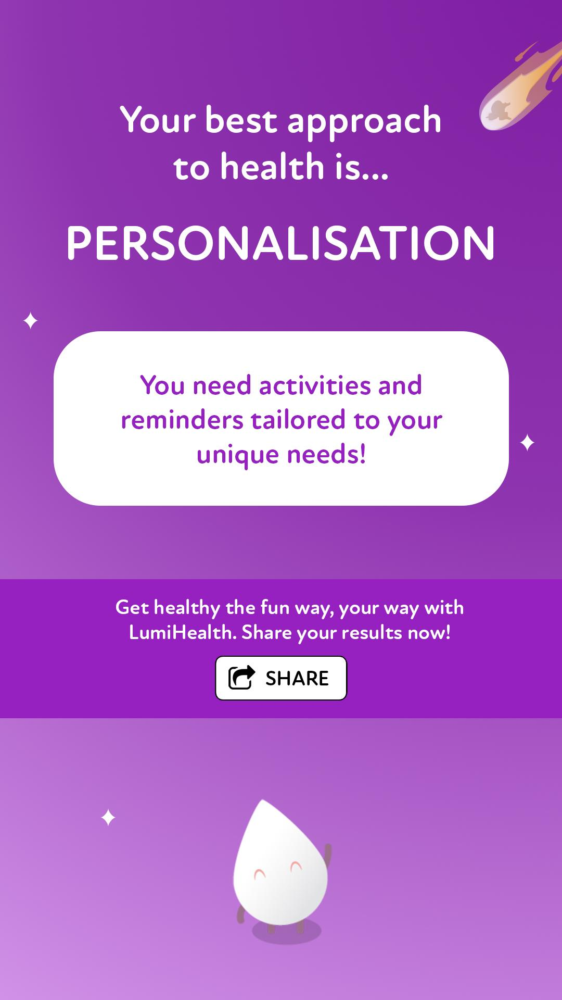 Your best approach
to health is...
PERSONALISATION
You need activities and
reminders tailored to your
unique needs!
Get healthy the fun way, your way with
LumiHealth. Share your results now!
SHARE